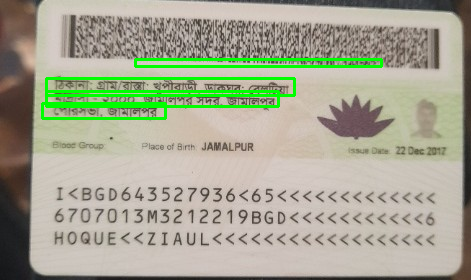 ঠিকানা: গ্রাম/রাস্তা: খুপীবাড়ী, ডাকঘর: বেলটিয়া
২০০০, জামালপুর সদর, জামালপুর
পৌরসভা, জামালপুর
Blood Group: Place of Birth JAMALPUR Issue Date 22 Dec 2017
I<BGD643527936<65<<<<<<<<<<<<<
6707013M3212219BGD<<<<<<<<<<<6
HOQUE<<ZIAUL<<<<<<<<<<<<<<<<<<